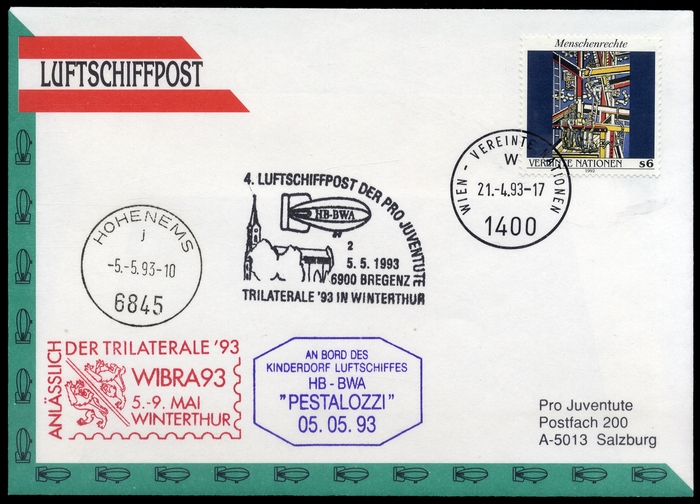 LUFTSCHIFFPOST
Menschenrechte
VEREINTE NATIONEN s6
1992
WIEN - VEREINTE NATIONEN
W
21.-4.93-17
1400
4. LUFTSCHIFFPOST DER PRO JUVENTUTE
HB-BWA
2
5. 5. 1993
6900 BREGENZ
TRILATERALE '93 IN WINTERTHUR
HOHENEMS
j
-5.-5.93-10
6845
ANLÄSSLICH
DER TRILATERALE '93
WIBRA93
5.-9. MAI
WINTERTHUR
AN BORD DES
KINDERDORF LUFTSCHIFFES
HB-BWA
"PESTALOZZI"
05. 05. 93
Pro Juventute
Postfach 200
A-5013 Salzburg